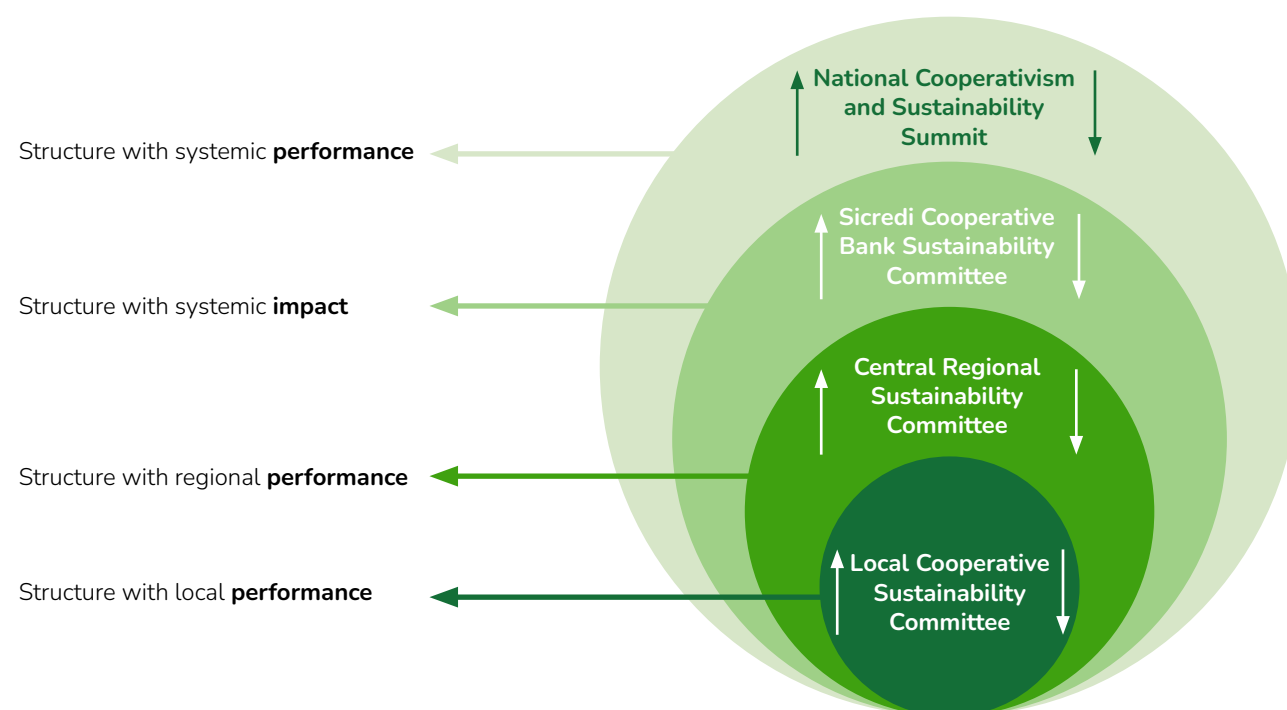 National Cooperativism
and Sustainability
Summit
Structure with systemic performance
Sicredi Cooperative
Bank Sustainability
Committee
Structure with systemic impact
Central Regional
Sustainability
Committee
Structure with regional performance
Local Cooperative
Sustainability
Committee
Structure with local performance